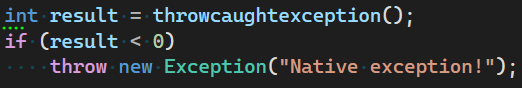 int result = throwcaughtexception();
if (result < 0)
    throw new Exception("Native exception!");